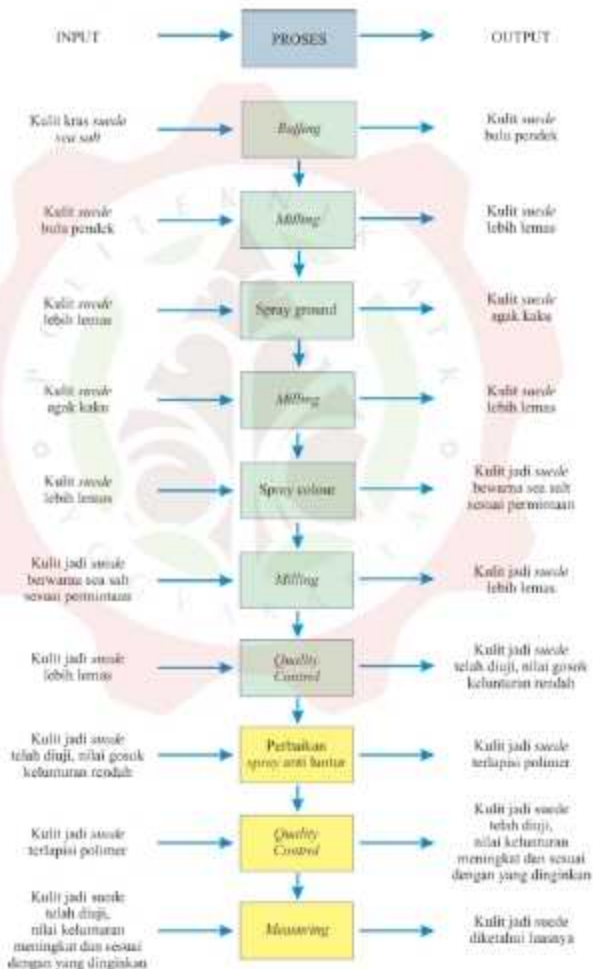 INPUT
PROSES
OUTPUT
Kulit kras suede
sea salt
Buffing
Kulit suede
bulu pendek
Kulit suede
bulu pendek
Milling
Kulit suede
lebih lemas
Kulit suede
lebih lemas
Spray ground
Kulit suede
agak kaku
Kulit suede
agak kaku
Milling
Kulit suede
lebih lemas
Kulit suede
lebih lemas
Spray colour
Kulit jadi suede
bewarna sea salt
sesuai permintaan
Kulit jadi suede
berwarna sea salt
sesuai permintaan
Milling
Kulit jadi suede
lebih lemas
Kulit jadi suede
lebih lemas
Quality
Control
Kulit jadi suede
telah diuji, nilai gosok
kelunturan rendah
Kulit jadi suede
telah diuji, nilai gosok
kelunturan rendah
Perbaikan
spray anti luntur
Kulit jadi suede
terlapisi polimer
Kulit jadi suede
terlapisi polimer
Quality
Control
Kulit jadi suede
telah diuji,
nilai kelunturan
meningkat dan sesuai
dengan yang dinginkan
Kulit jadi suede
telah diuji,
nilai kelunturan
meningkat dan sesuai
dengan yang dinginkan
Measuring
Kulit jadi suede
diketahui luasnya